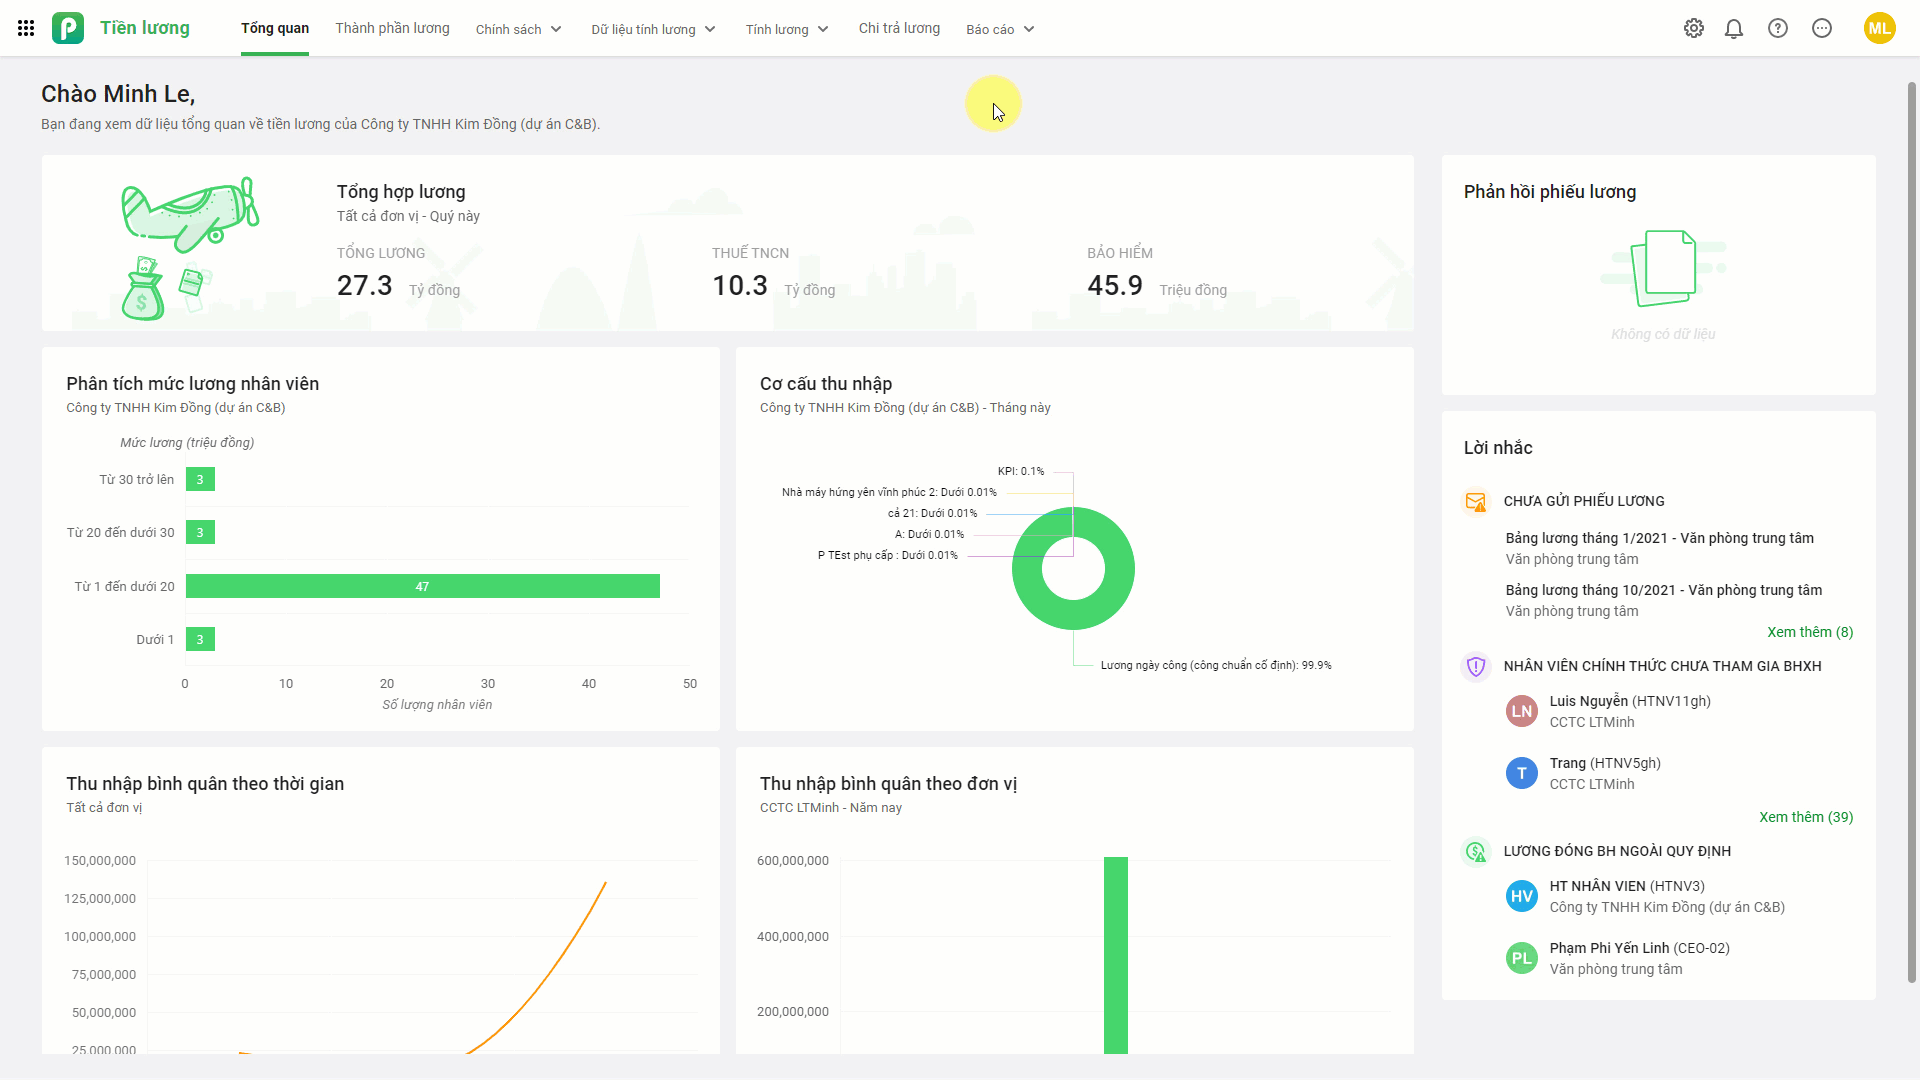 Tiền lương
Tổng quan
Thành phần lương
Chính sách
Dữ liệu tính lương
Tính lương
Chi trả lương
Báo cáo
ML
Chào Minh Le,
Bạn đang xem dữ liệu tổng quan về tiền lương của Công ty TNHH Kim Đồng (dự án C&B).
Tổng hợp lương
Tất cả đơn vị - Quý này
TỔNG LƯƠNG
27.3 Tỷ đồng
THUẾ TNCN
10.3 Tỷ đồng
BẢO HIỂM
45.9 Triệu đồng
Phân tích mức lương nhân viên
Công ty TNHH Kim Đồng (dự án C&B)
Mức lương (triệu đồng)
Từ 30 trở lên 3
Từ 20 đến dưới 30 3
Từ 1 đến dưới 20 47
Dưới 1 3
0 10 20 30 40 50
Số lượng nhân viên
Cơ cấu thu nhập
Công ty TNHH Kim Đồng (dự án C&B) - Tháng này
KPI: 0.1%
Nhà máy hứng yên vĩnh phúc 2: Dưới 0.01%
cả 21: Dưới 0.01%
A: Dưới 0.01%
P TEst phụ cấp : Dưới 0.01%
Lương ngày công (công chuẩn cố định): 99.9%
Thu nhập bình quân theo thời gian
Tất cả đơn vị
150,000,000
125,000,000
100,000,000
75,000,000
50,000,000
25,000,000
Thu nhập bình quân theo đơn vị
CCTC LTMinh - Năm nay
600,000,000
400,000,000
200,000,000
Phản hồi phiếu lương
Không có dữ liệu
Lời nhắc
CHƯA GỬI PHIẾU LƯƠNG
Bảng lương tháng 1/2021 - Văn phòng trung tâm
Văn phòng trung tâm
Bảng lương tháng 10/2021 - Văn phòng trung tâm
Văn phòng trung tâm
Xem thêm (8)
NHÂN VIÊN CHÍNH THỨC CHƯA THAM GIA BHXH
LN
Luis Nguyễn (HTNV11gh)
CCTC LTMinh
T
Trang (HTNV5gh)
CCTC LTMinh
Xem thêm (39)
LƯƠNG ĐÓNG BH NGOÀI QUY ĐỊNH
HV
HT NHÂN VIEN (HTNV3)
Công ty TNHH Kim Đồng (dự án C&B)
PL
Phạm Phi Yến Linh (CEO-02)
Văn phòng trung tâm